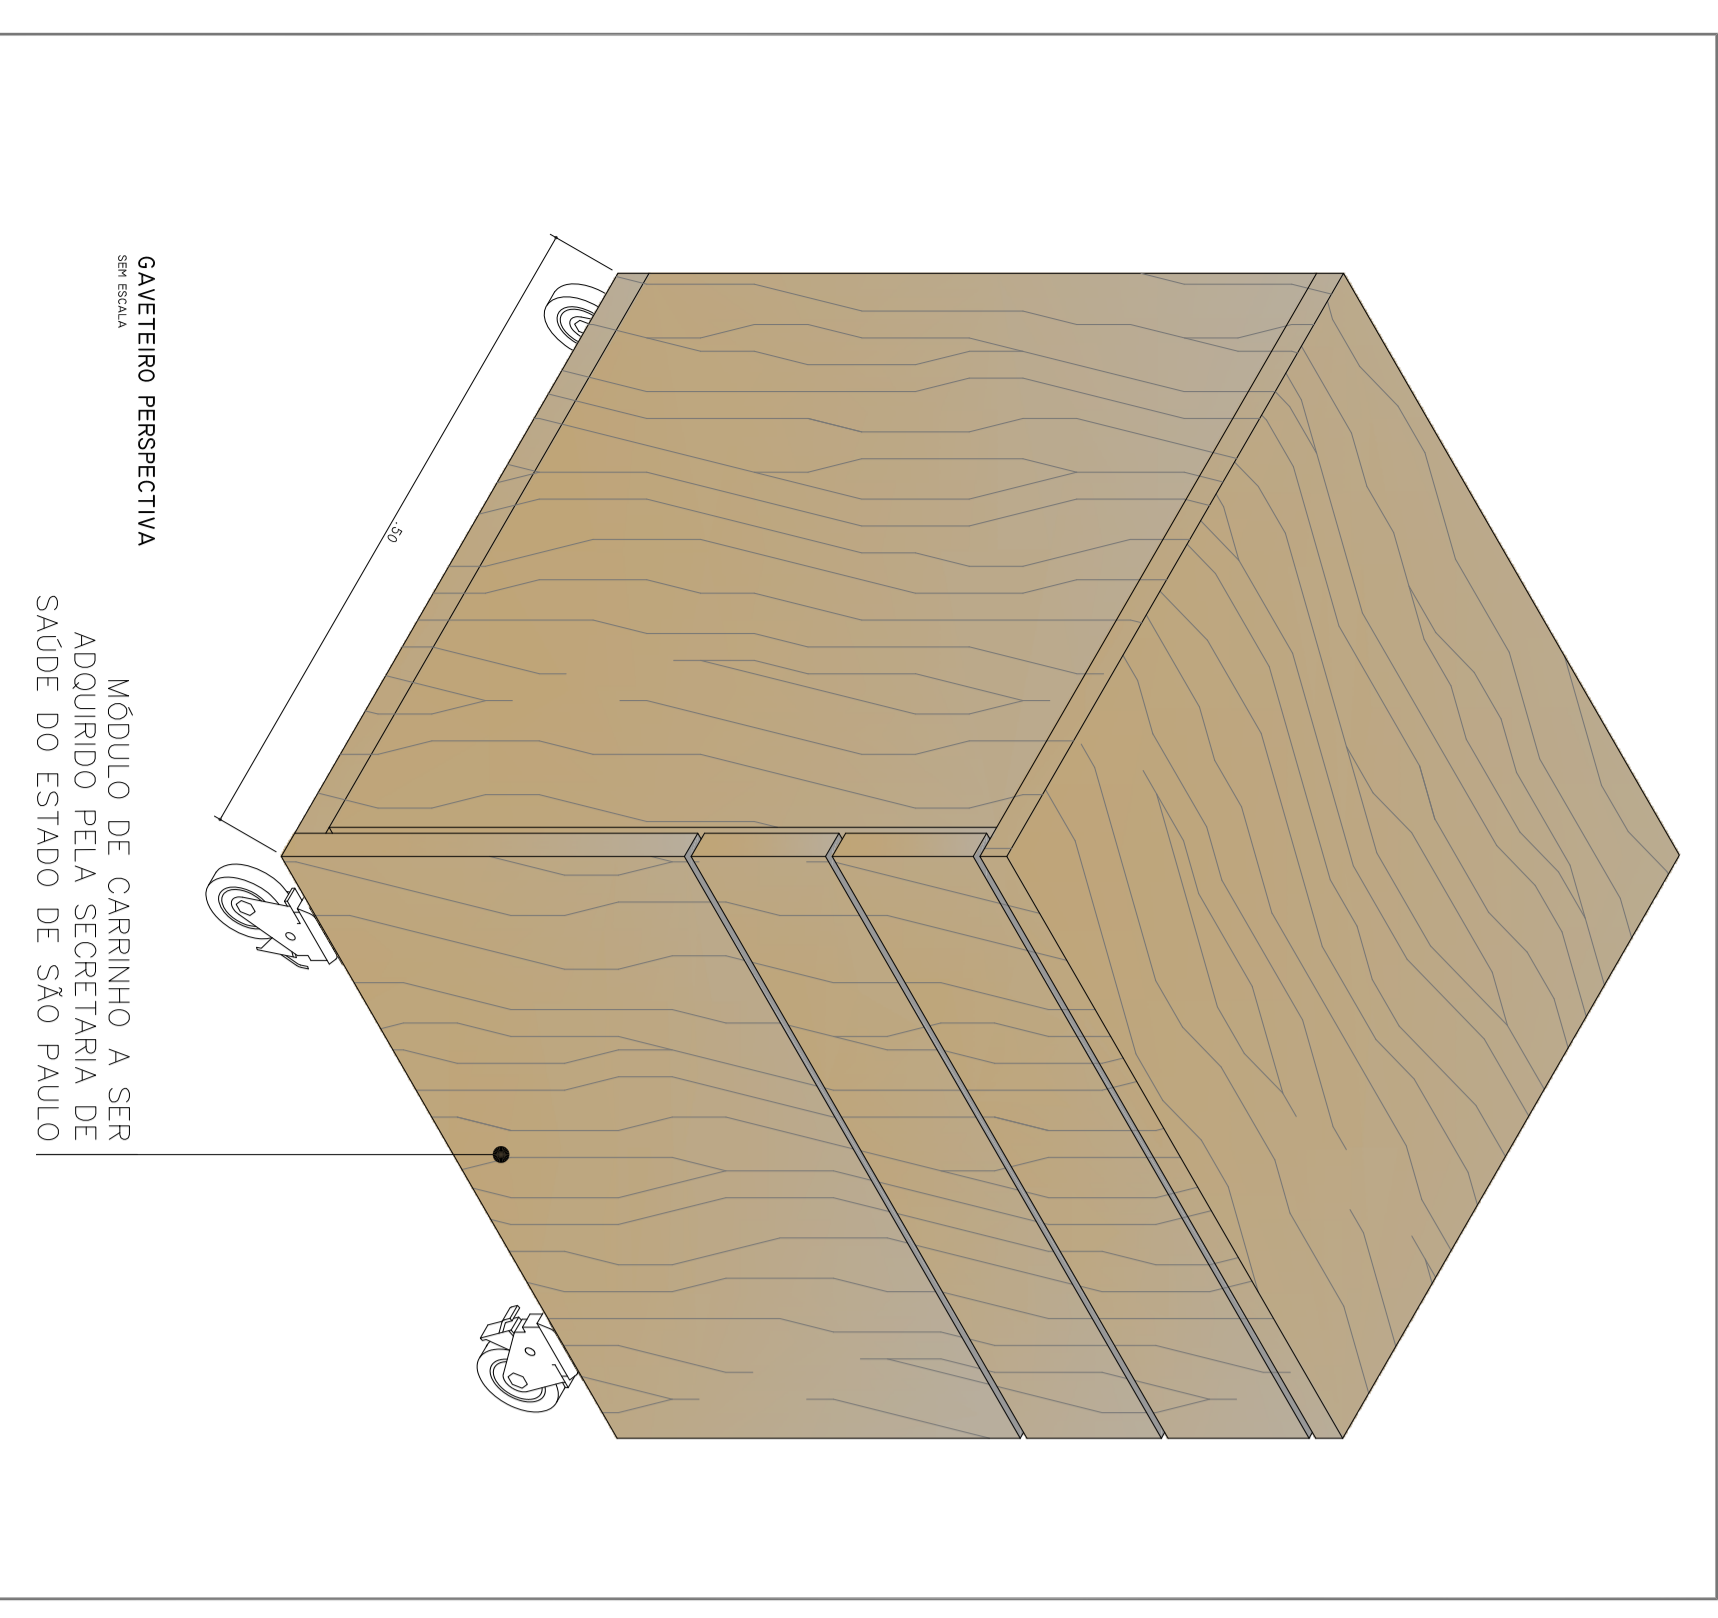 GAVETEIRO PERSPECTIVA
SEM ESCALA
.50
MÓDULO DE CARRINHO A SER
ADQUIRIDO PELA SECRETARIA DE
SAÚDE DO ESTADO DE SÃO PAULO